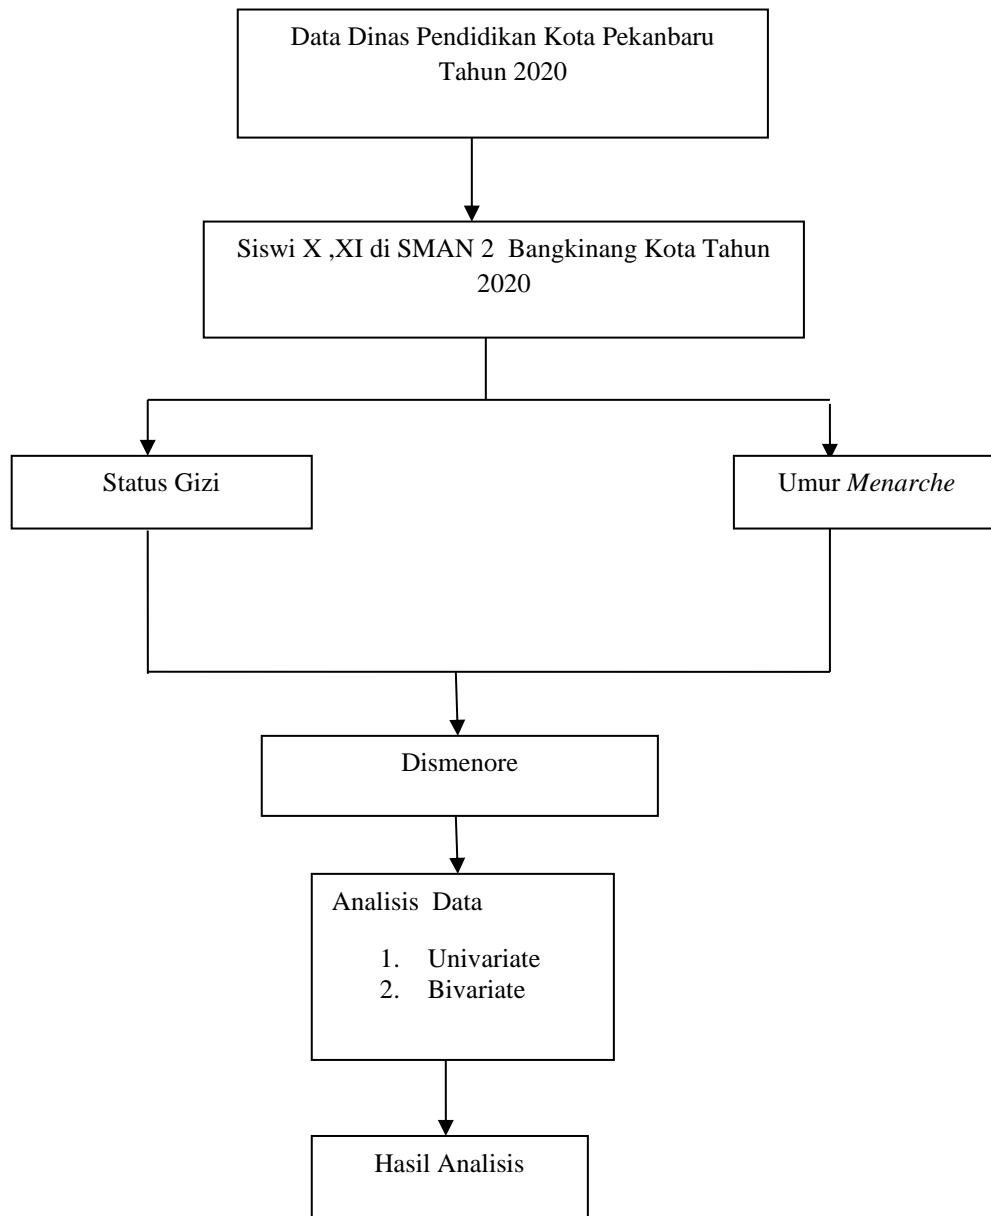 Data Dinas Pendidikan Kota Pekanbaru
Tahun 2020
Siswi X ,XI di SMAN 2  Bangkinang Kota Tahun
2020
Status Gizi
Umur Menarche
Dismenore
Analisis  Data
1. Univariate
2. Bivariate
Hasil Analisis